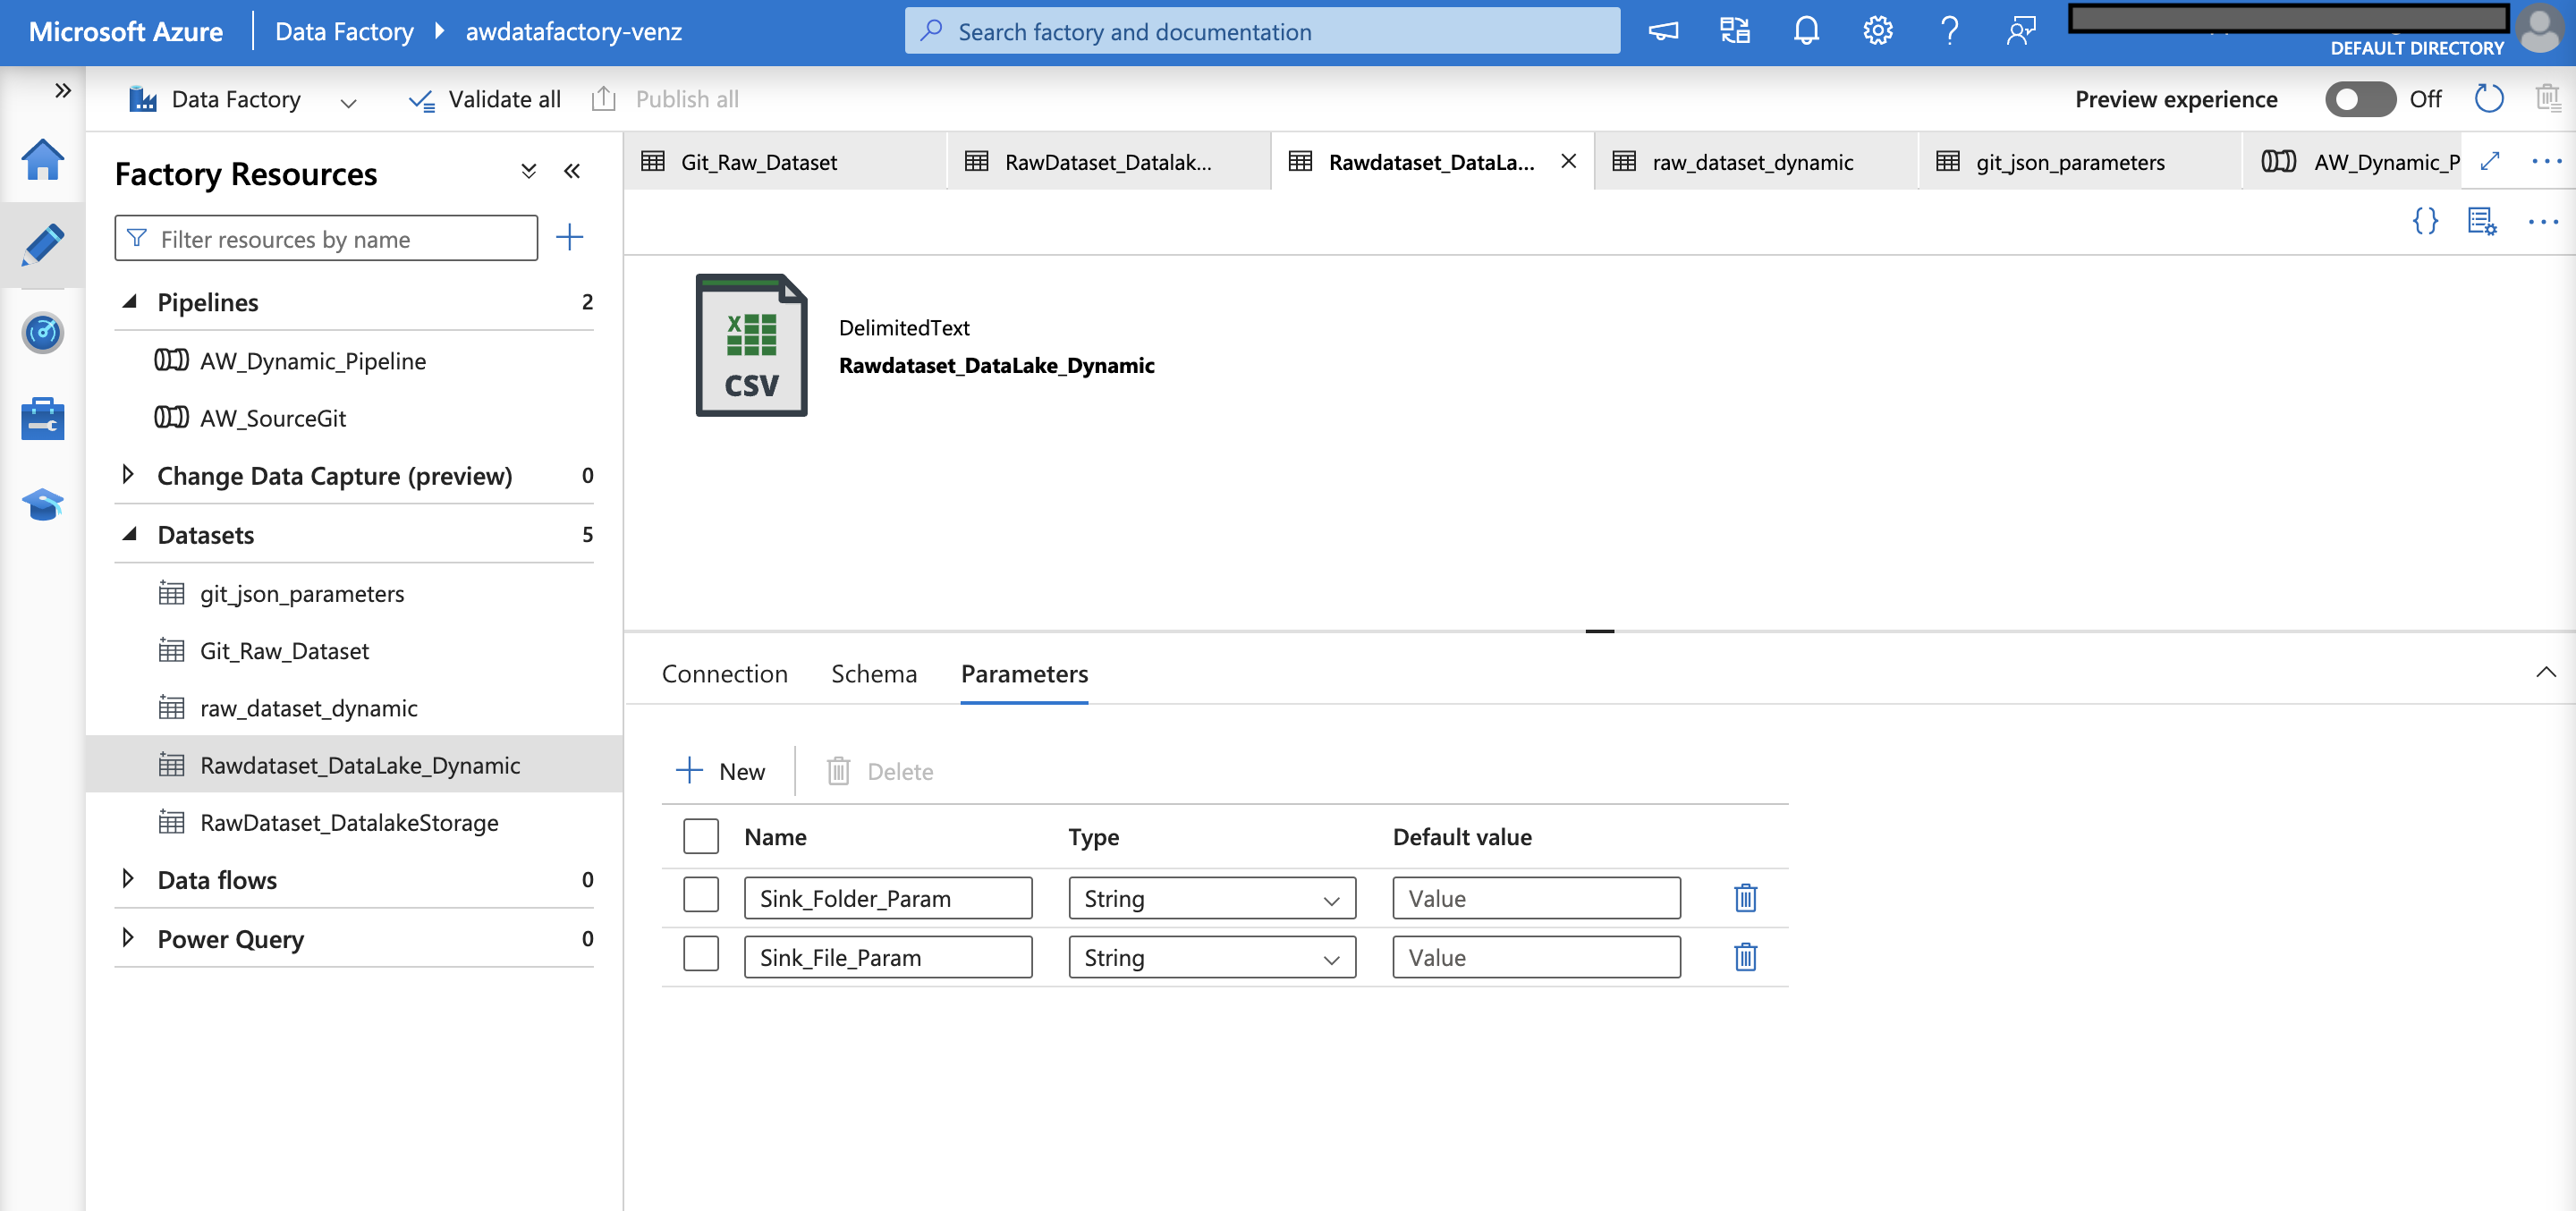 Microsoft Azure
Data Factory
awdatafactory-venz
Search factory and documentation
DEFAULT DIRECTORY
Data Factory
Validate all
Publish all
Preview experience
Off
Factory Resources
Filter resources by name
Pipelines
2
AW_Dynamic_Pipeline
AW_SourceGit
Change Data Capture (preview)
0
Datasets
5
git_json_parameters
Git_Raw_Dataset
raw_dataset_dynamic
Rawdataset_DataLake_Dynamic
RawDataset_DatalakeStorage
Data flows
0
Power Query
0
Git_Raw_Dataset
RawDataset_Datalak...
Rawdataset_DataLa...
raw_dataset_dynamic
git_json_parameters
AW_Dynamic_P
X
CSV
DelimitedText
Rawdataset_DataLake_Dynamic
Connection
Schema
Parameters
New
Delete
Name
Type
Default value
Sink_Folder_Param
String
Value
Sink_File_Param
String
Value